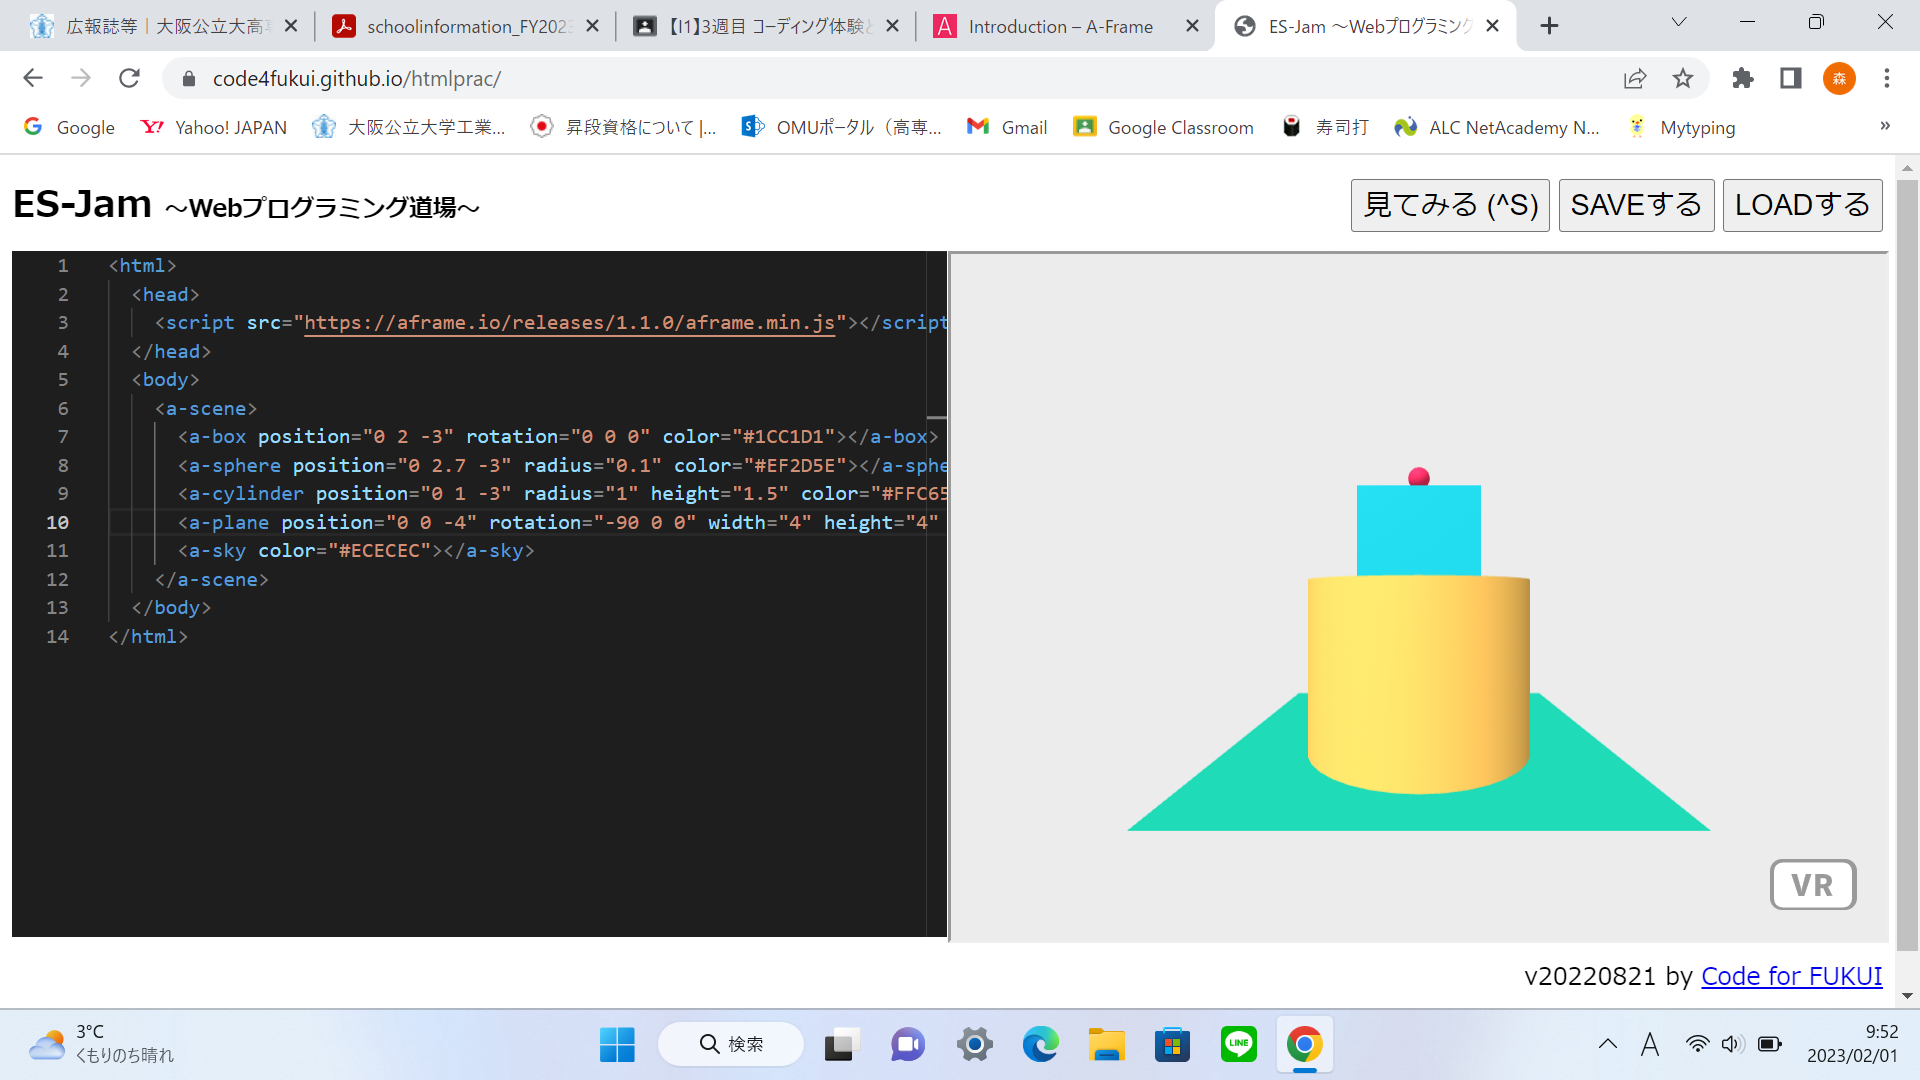 広報誌等｜大阪公立大高専
schoolinformation_FY2023
【I1】3週目 コーディング体験と
Introduction – A-Frame
ES-Jam 〜Webプログラミング
code4fukui.github.io/htmlprac/
森
Google
Yahoo! JAPAN
大阪公立大学工業...
昇段資格について |...
OMUポータル（高専...
Gmail
Google Classroom
寿司打
ALC NetAcademy N...
Mytyping
»
ES-Jam 〜Webプログラミング道場〜
見てみる (^S)
SAVEする
LOADする
1 <html>
2 <head>
3 <script src="https://aframe.io/releases/1.1.0/aframe.min.js"></script
4 </head>
5 <body>
6 <a-scene>
7 <a-box position="0 2 -3" rotation="0 0 0" color="#1CC1D1"></a-box>
8 <a-sphere position="0 2.7 -3" radius="0.1" color="#EF2D5E"></a-sphe
9 <a-cylinder position="0 1 -3" radius="1" height="1.5" color="#FFC65
10 <a-plane position="0 0 -4" rotation="-90 0 0" width="4" height="4"
11 <a-sky color="#ECECEC"></a-sky>
12 </a-scene>
13 </body>
14 </html>
VR
v20220821 by Code for FUKUI
3°C
くもりのち晴れ
検索
LINE
A
9:52
2023/02/01